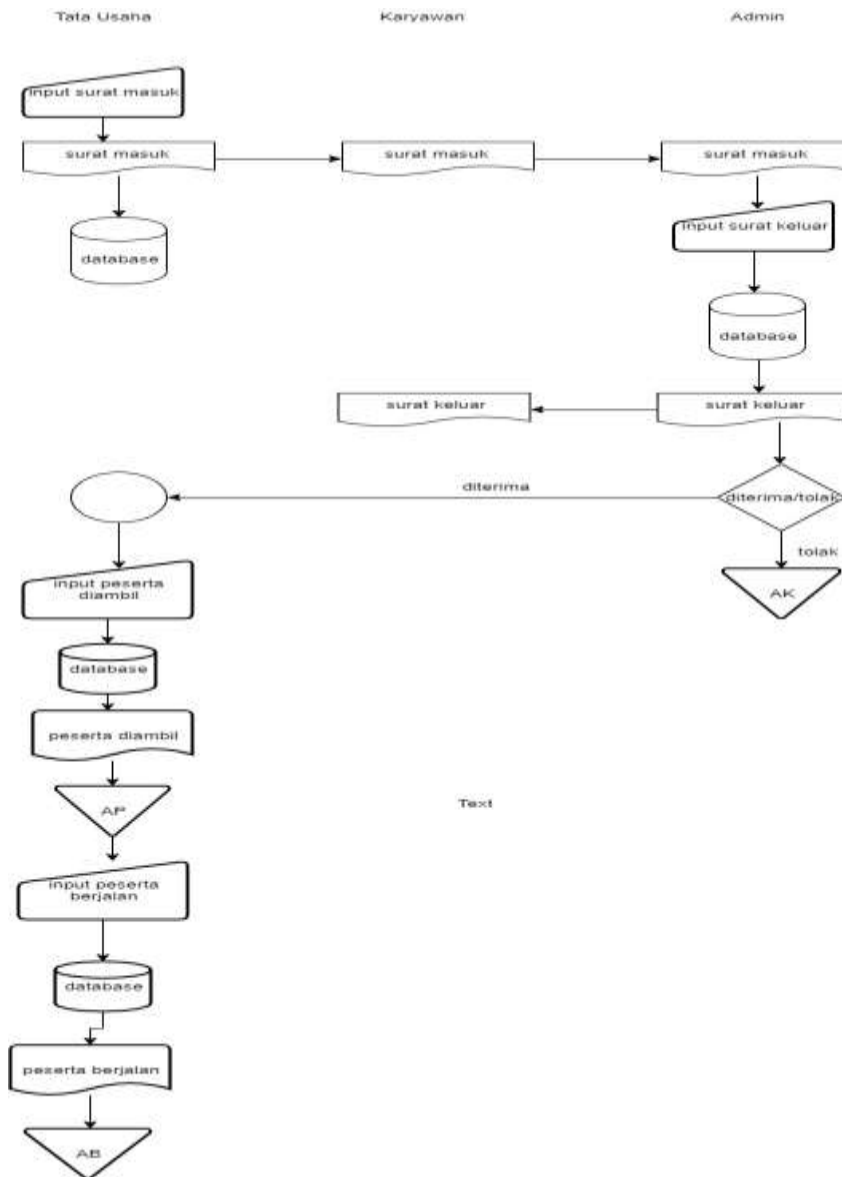 Tata Usaha
Karyawan
Admin
input surat masuk
surat masuk
surat masuk
surat masuk
input surat keluar
database
database
surat keluar
surat keluar
diterima
diterima/tolak
tolak
input peserta
diambil
AK
database
peserta diambil
AP
Text
input peserta
berjalan
database
peserta berjalan
AB